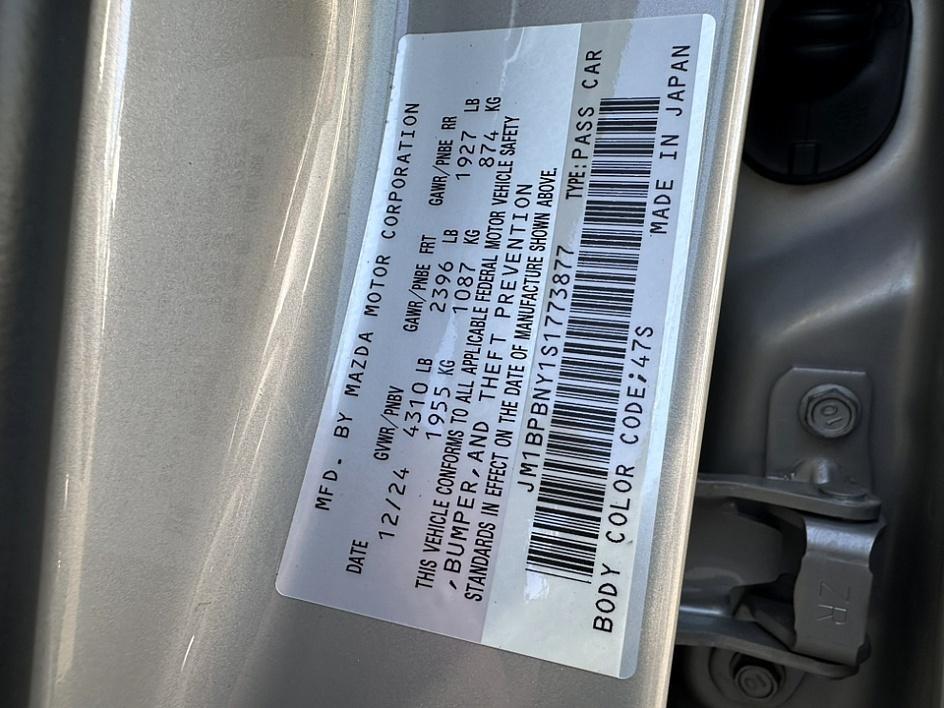 MFD. BY MAZDA MOTOR CORPORATION
DATE GVWR/PNBV GAWR/PNBE FRT GAWR/PNBE RR
12/24 4310 LB 2396 LB 1927 LB
1955 KG 1087 KG 874 KG
THIS VEHICLE CONFORMS TO ALL APPLICABLE FEDERAL MOTOR VEHICLE SAFETY
,BUMPER,AND THEFT PREVENTION
STANDARDS IN EFFECT ON THE DATE OF MANUFACTURE SHOWN ABOVE.
JM1BPBNY1S1773877 TYPE:PASS CAR
BODY COLOR CODE;47S MADE IN JAPAN
10
ZR